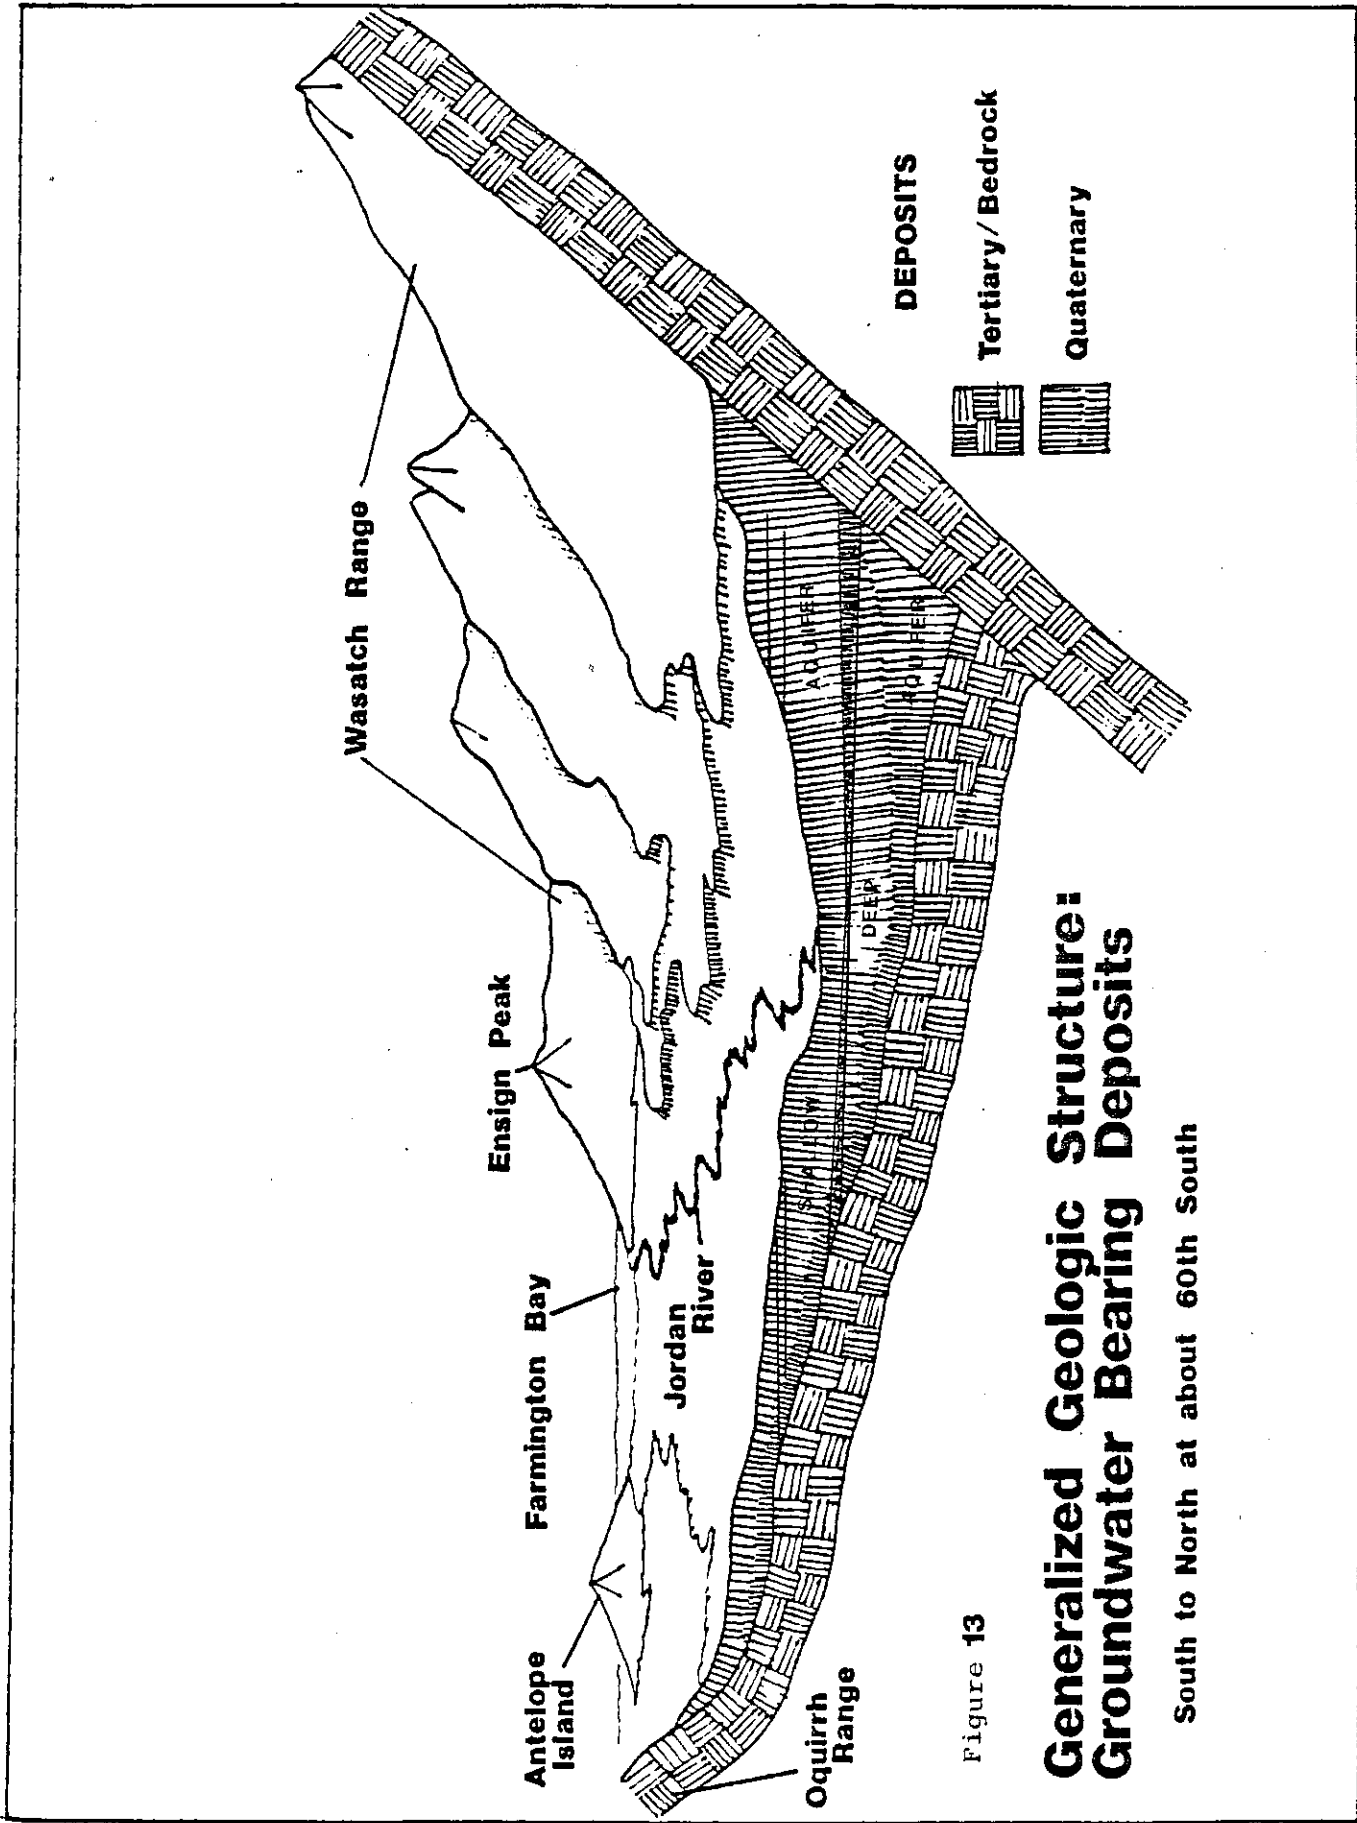 Wasatch Range
Ensign Peak
Farmington Bay
Antelope
Island
Jordan
River
Oquirrh
Range
SHALLOW
AQUIFER
DEEP
AQUIFER
DEPOSITS
Tertiary/Bedrock
Quaternary
Figure 13
Generalized Geologic Structure:
Groundwater Bearing Deposits
South to North at about 60th South